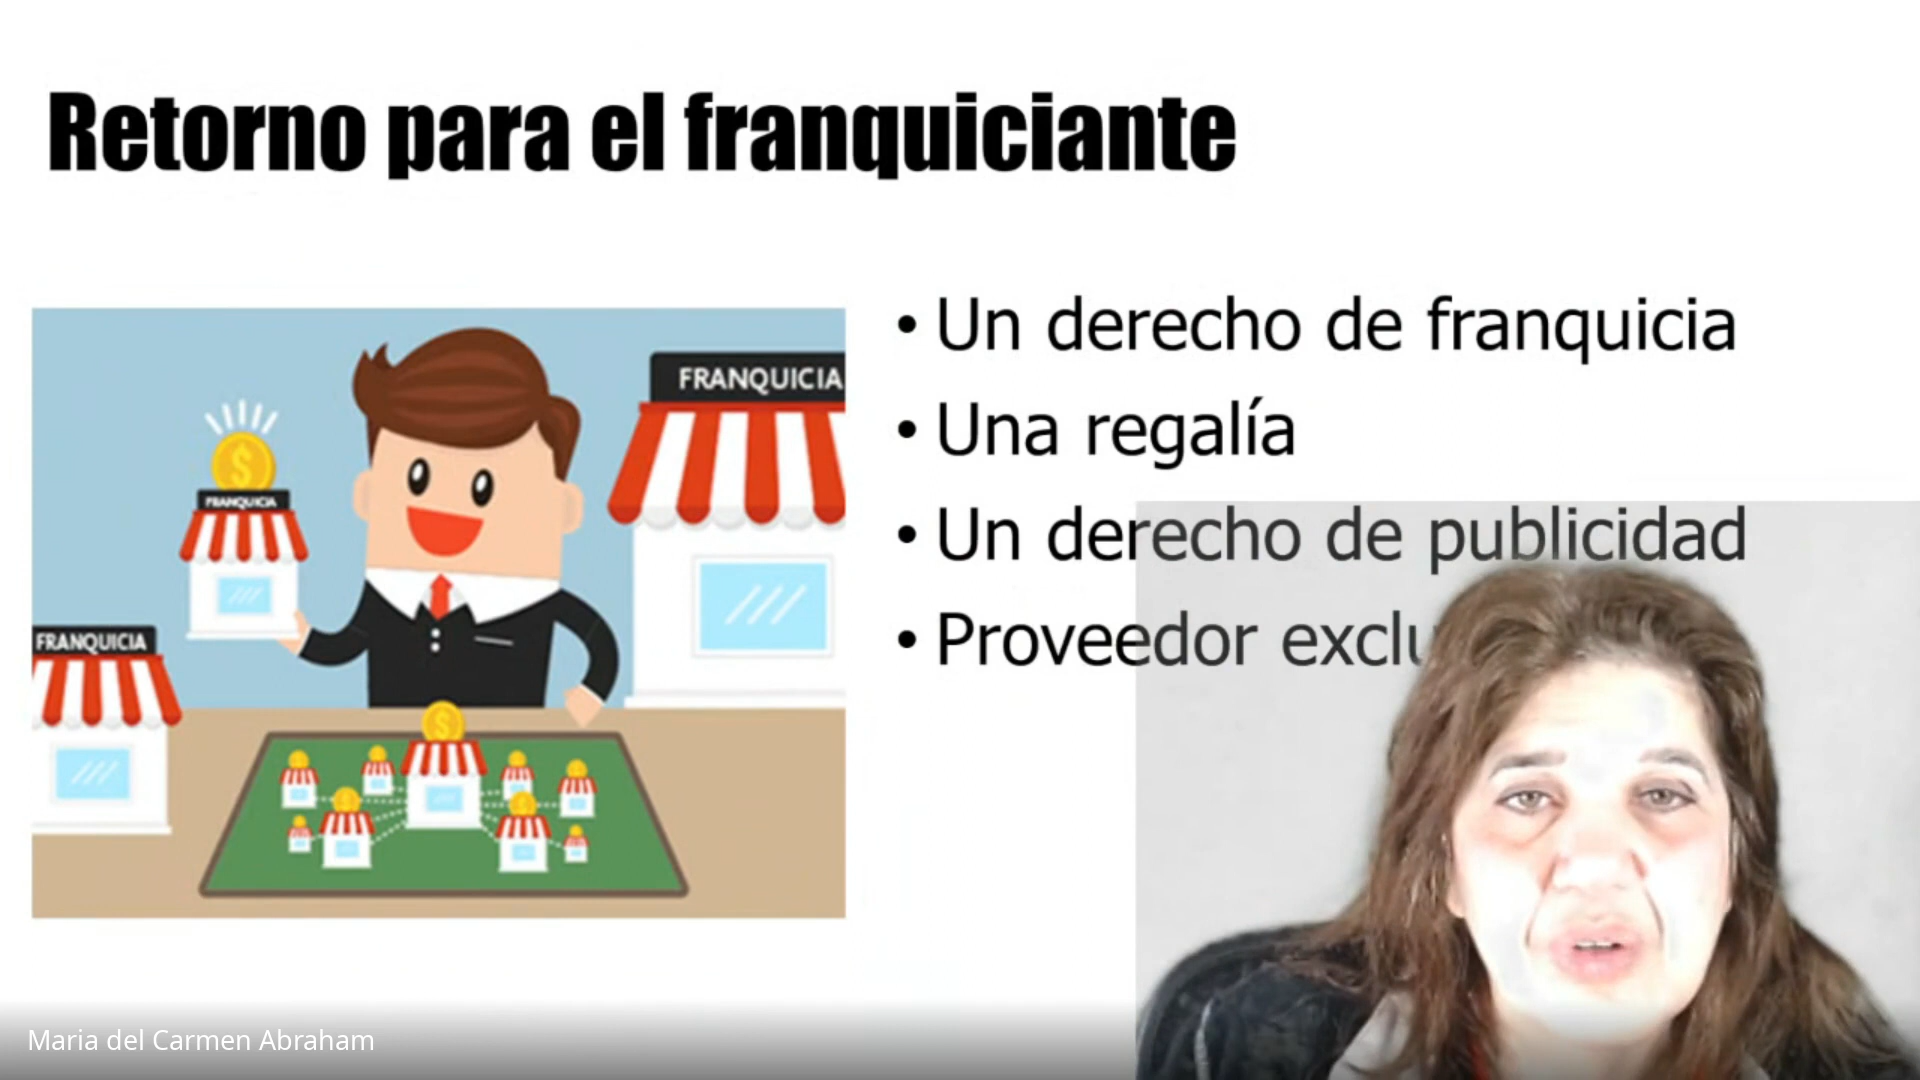 Retorno para el franquiciante
• Un derecho de franquicia
• Una regalía
• Un derecho de publicidad
• Proveedor
FRANQUICIA
FRANQUICIA
FRANQUICIA
Maria del Carmen Abraham